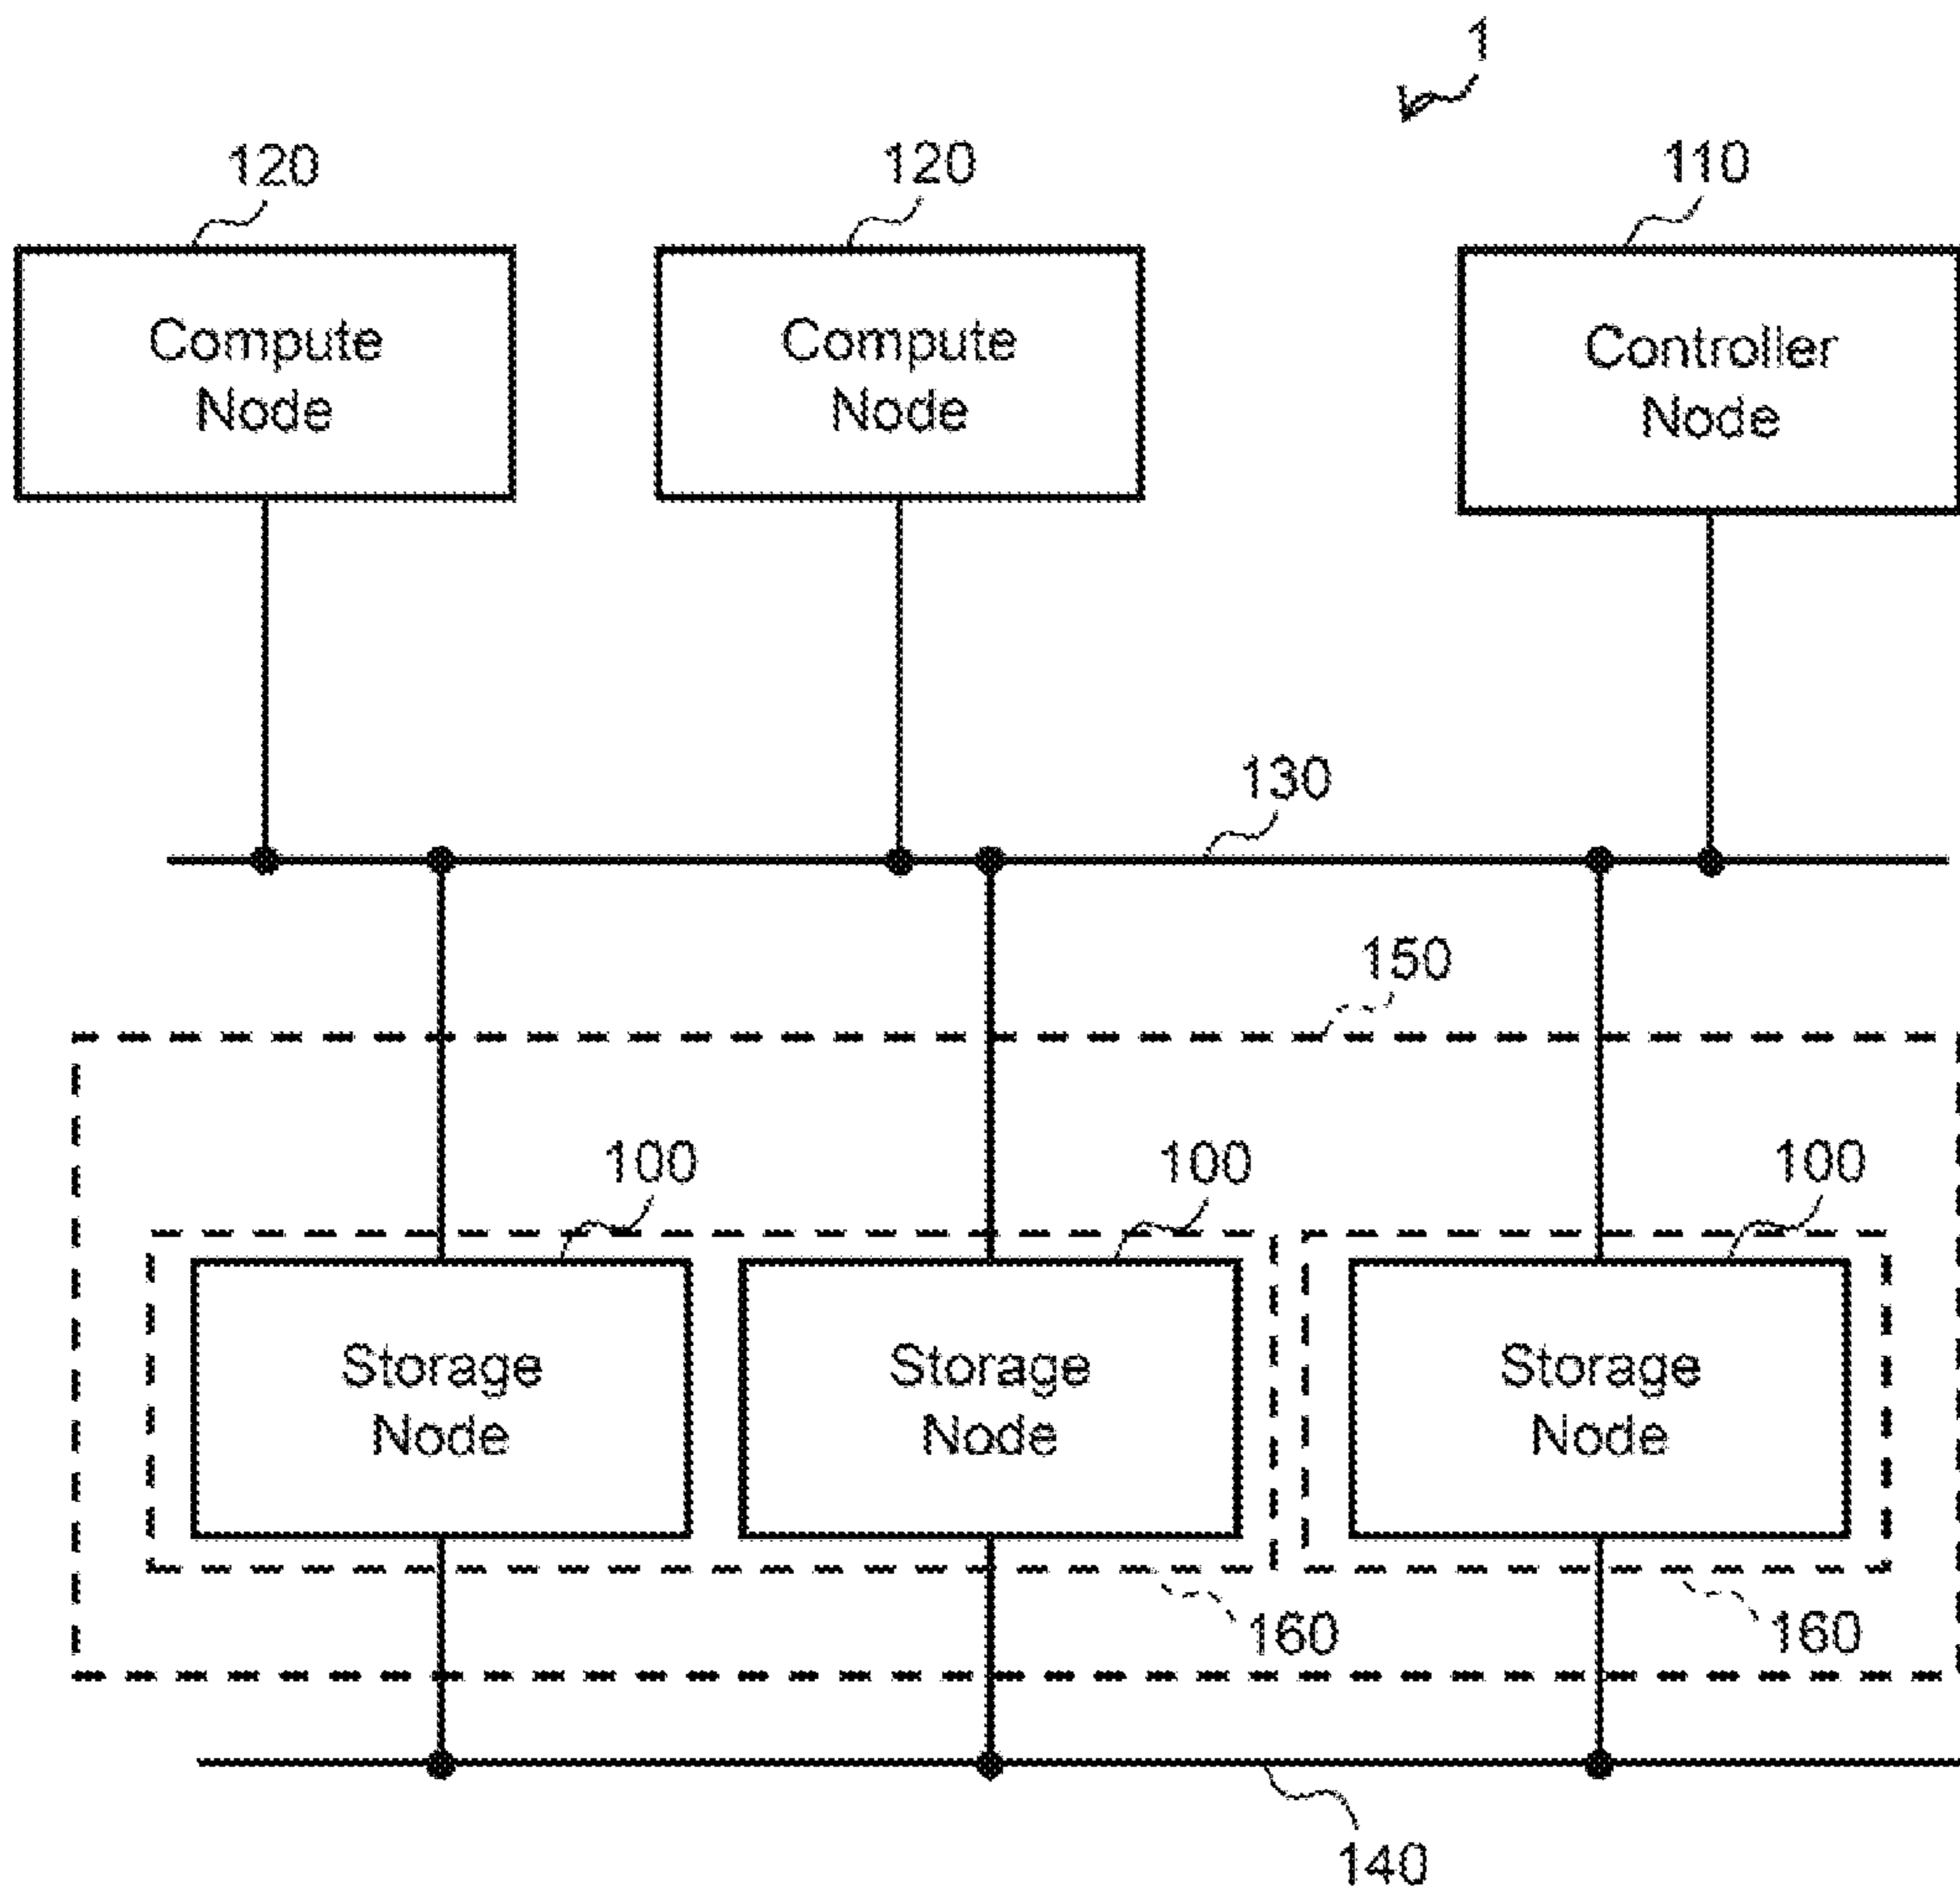 1
120
120
110
Compute
Node
Compute
Node
Controller
Node
130
150
100
100
100
Storage
Node
Storage
Node
Storage
Node
160
160
140